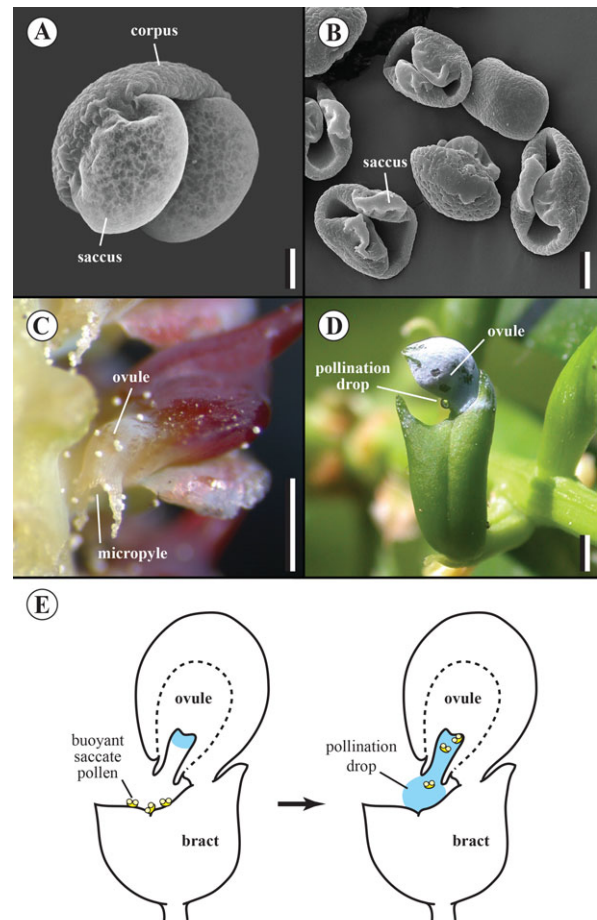 A
corpus
saccus
B
saccus
C
ovule
micropyle
D
ovule
pollination
drop
E
ovule
buoyant
saccate
pollen
bract
ovule
pollination
drop
bract